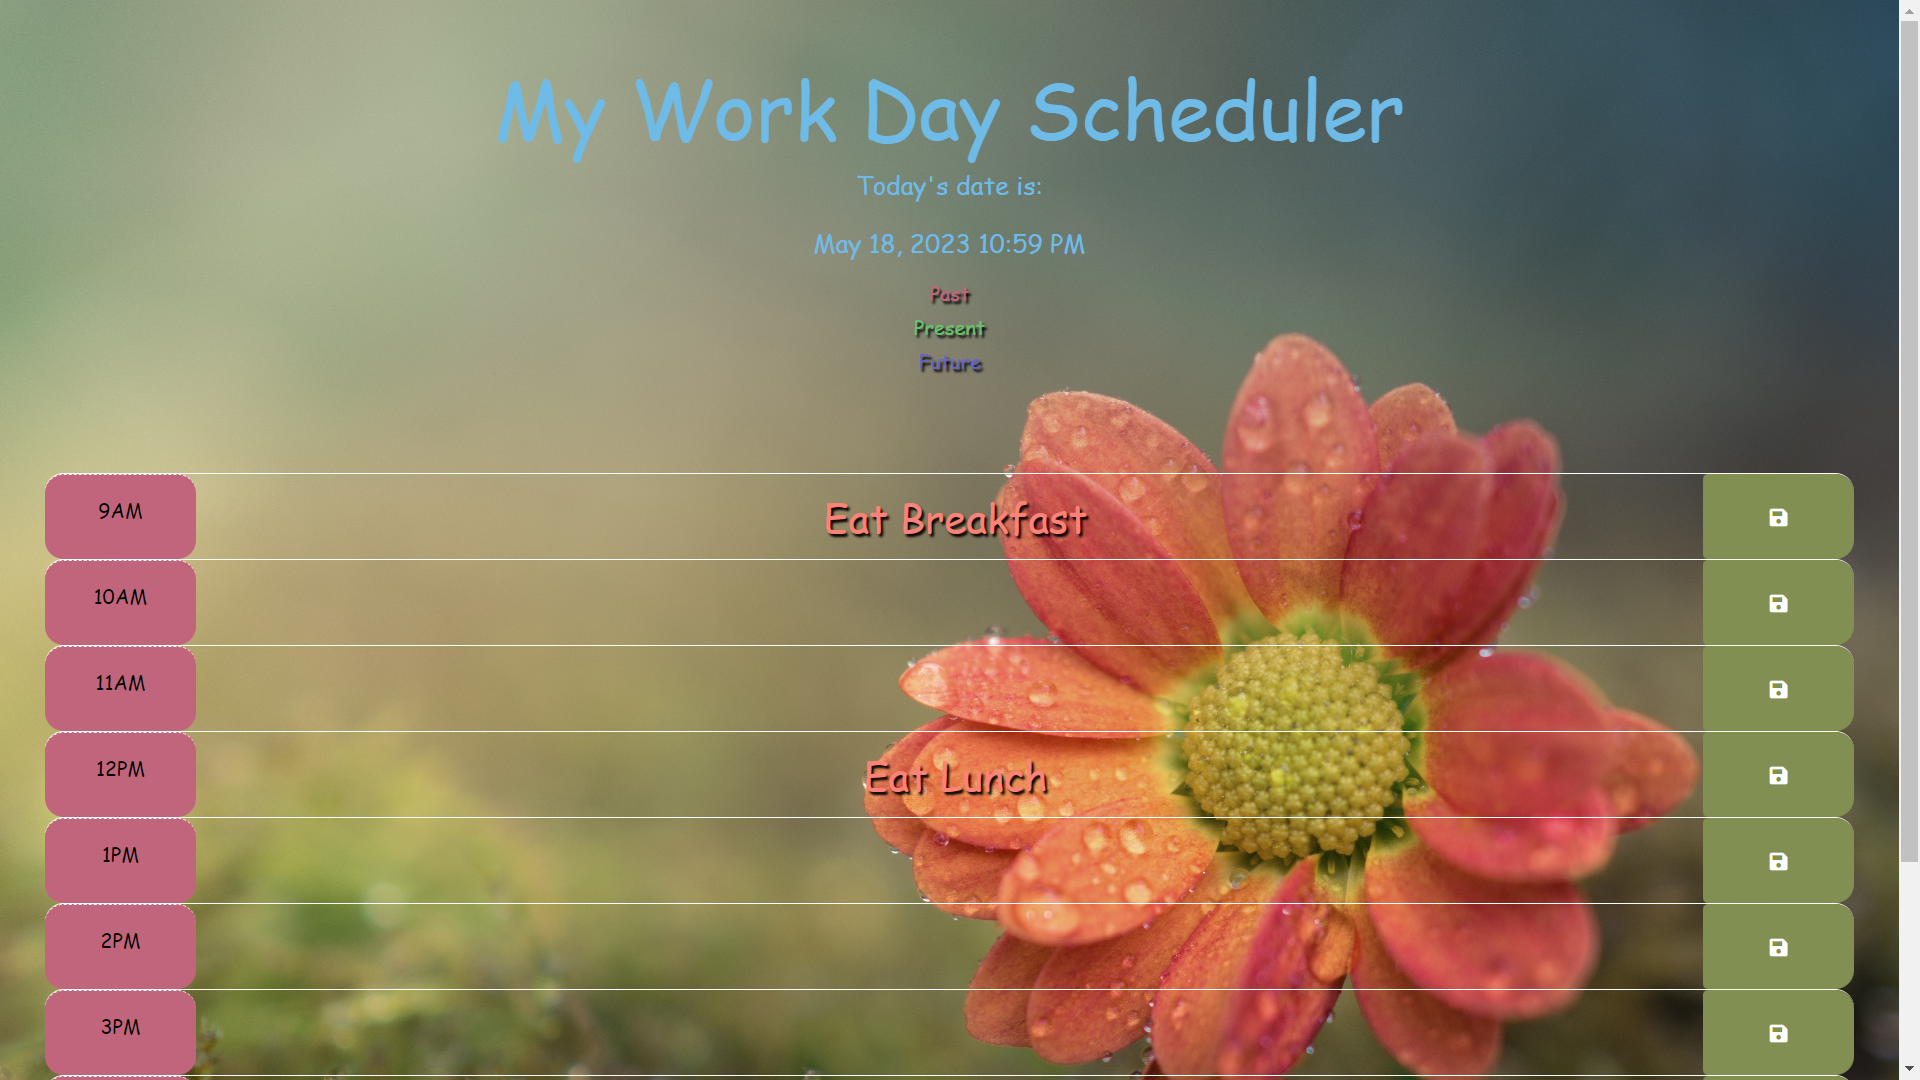 My Work Day Scheduler
Today's date is:
May 18, 2023 10:59 PM
Past
Present
Future
9AM
Eat Breakfast
10AM
11AM
12PM
Eat Lunch
1PM
2PM
3PM